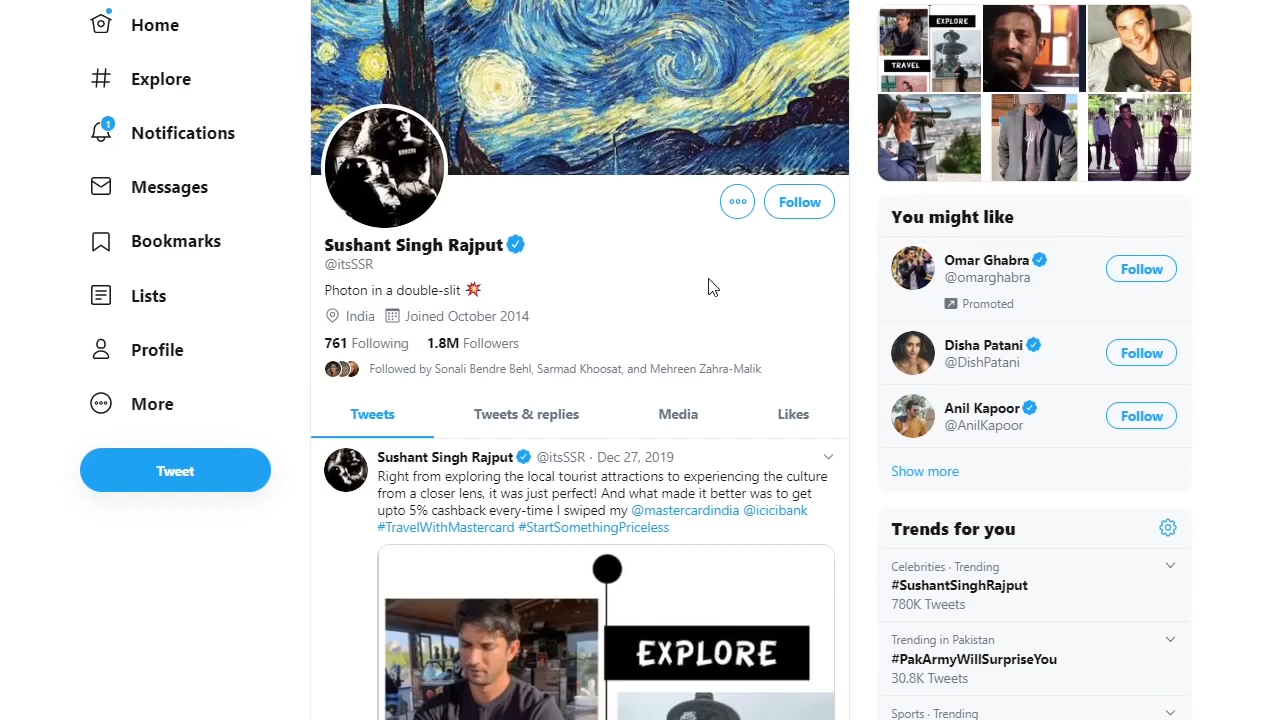 Home
Explore
1
Notifications
Messages
Bookmarks
Lists
Profile
More
Tweet
Follow
Sushant Singh Rajput
@itsSSR
Photon in a double-slit 💥
India Joined October 2014
761 Following 1.8M Followers
Followed by Sonali Bendre Behl, Sarmad Khoosat, and Mehreen Zahra-Malik
Tweets Tweets & replies Media Likes
Sushant Singh Rajput @itsSSR · Dec 27, 2019
Right from exploring the local tourist attractions to experiencing the culture
from a closer lens, it was just perfect! And what made it better was to get
upto 5% cashback every-time I swiped my @mastercardindia @icicibank
#TravelWithMastercard #StartSomethingPriceless
EXPLORE
EXPLORE
TRAVEL
You might like
Omar Ghabra
@omarghabra
Follow
Promoted
Disha Patani
@DishPatani
Follow
Anil Kapoor
@AnilKapoor
Follow
Show more
Trends for you
Celebrities · Trending
#SushantSinghRajput
780K Tweets
Trending in Pakistan
#PakArmyWillSurpriseYou
30.8K Tweets
Sports · Trending